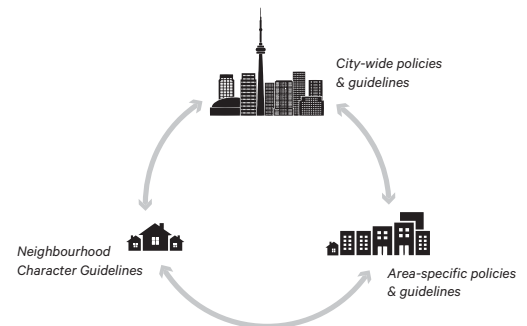 City-wide policies
& guidelines
Neighbourhood
Character Guidelines
Area-specific policies
& guidelines